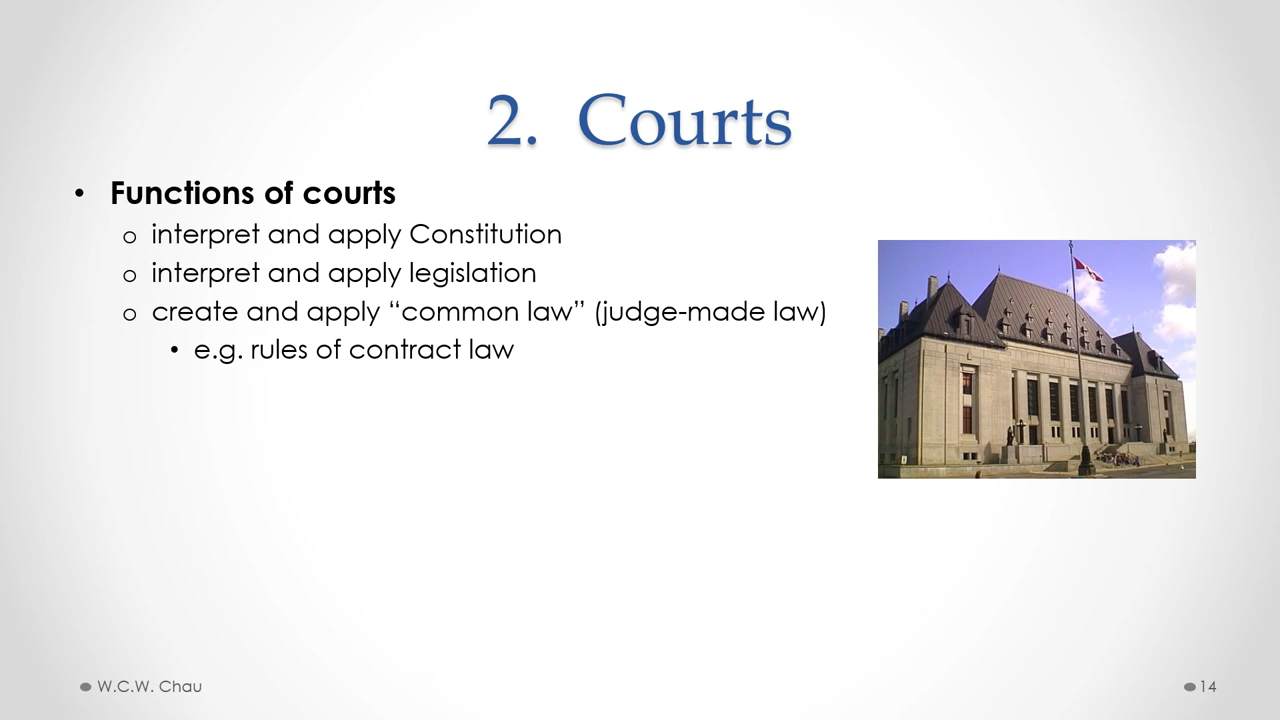 2. Courts
• Functions of courts
o interpret and apply Constitution
o interpret and apply legislation
o create and apply “common law” (judge-made law)
• e.g. rules of contract law
W.C.W. Chau
14